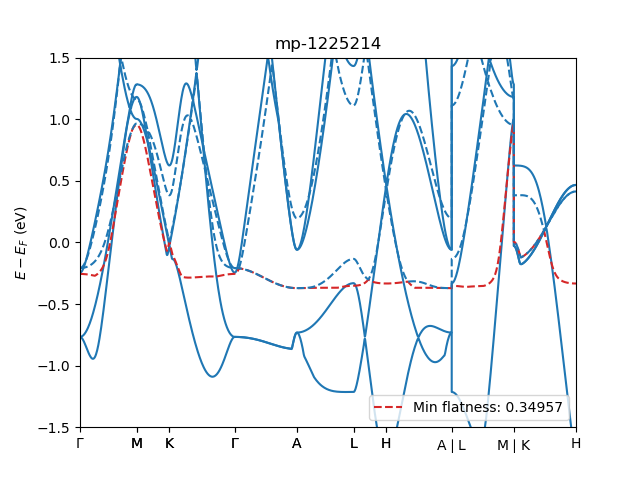 mp-1225214
E − E_F (eV)
1.5
1.0
0.5
0.0
−0.5
−1.0
−1.5
Min flatness: 0.34957
Γ M K Γ A L H A | L M | K H